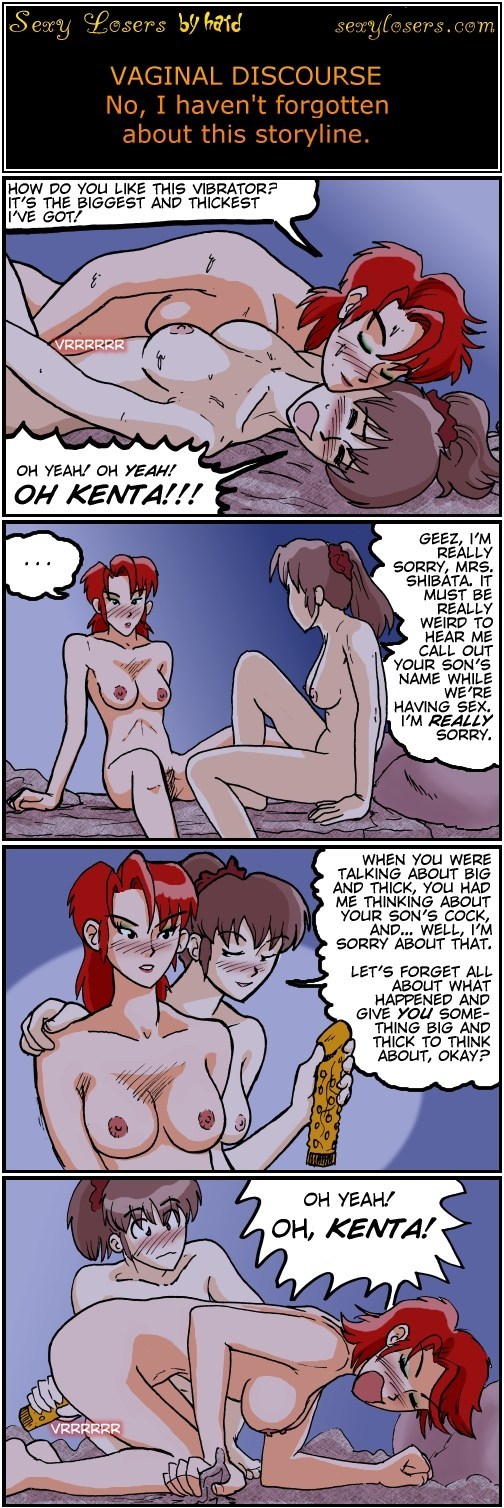 Sexy Losers by hard
sexylosers.com
VAGINAL DISCOURSE
No, I haven't forgotten
about this storyline.
HOW DO YOU LIKE THIS VIBRATOR?
IT'S THE BIGGEST AND THICKEST
I'VE GOT!
VRRRRRR
OH YEAH! OH YEAH!
OH KENTA!!!
...
GEEZ, I'M
REALLY
SORRY, MRS.
SHIBATA. IT
MUST BE
REALLY
WEIRD TO
HEAR ME
CALL OUT
YOUR SON'S
NAME WHILE
WE'RE
HAVING SEX.
I'M REALLY
SORRY.
WHEN YOU WERE
TALKING ABOUT BIG
AND THICK, YOU HAD
ME THINKING ABOUT
YOUR SON'S COCK,
AND... WELL, I'M
SORRY ABOUT THAT.
LET'S FORGET ALL
ABOUT WHAT
HAPPENED AND
GIVE YOU SOME-
THING BIG AND
THICK TO THINK
ABOUT, OKAY?
OH YEAH!
OH, KENTA!
VRRRRRR